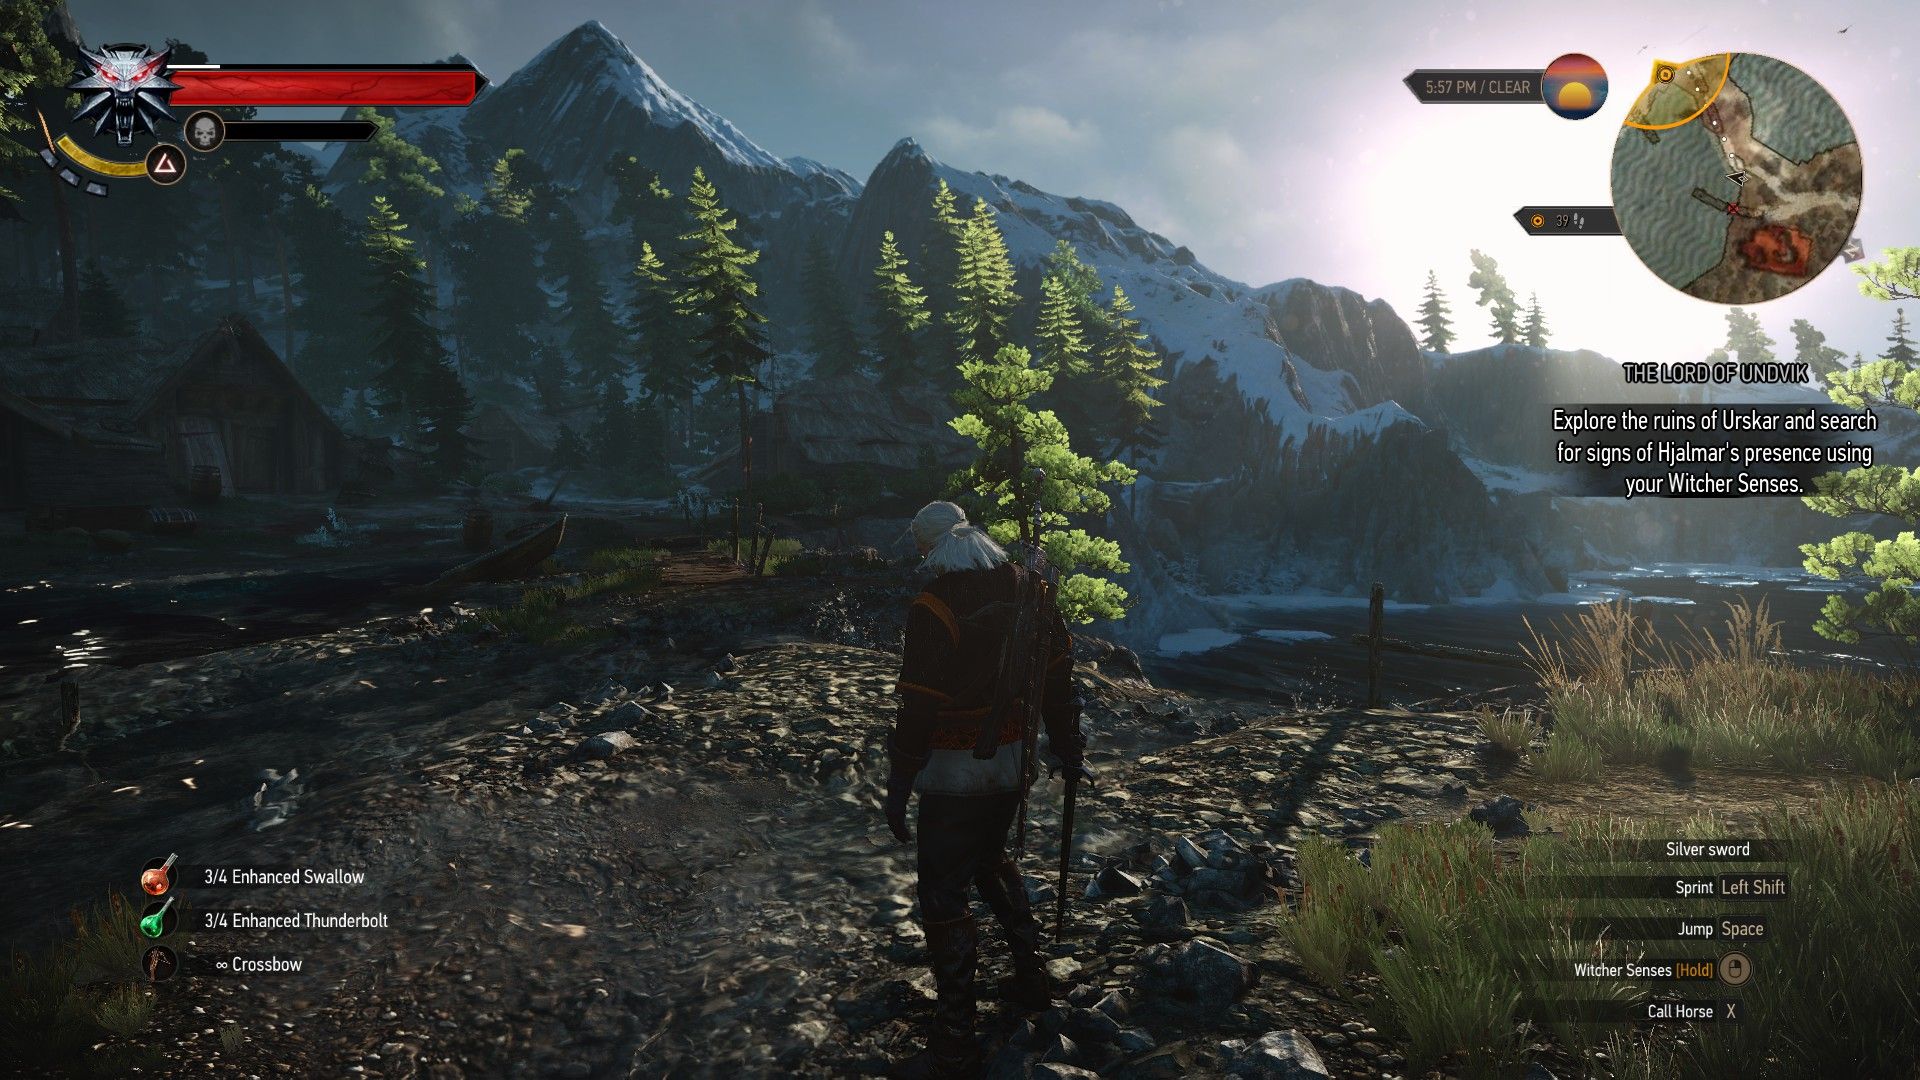 5:57 PM / CLEAR
39
THE LORD OF UNDVIK
Explore the ruins of Urskar and search
for signs of Hjalmar's presence using
your Witcher Senses.
3/4 Enhanced Swallow
3/4 Enhanced Thunderbolt
∞ Crossbow
Silver sword
Sprint Left Shift
Jump Space
Witcher Senses [Hold]
Call Horse X